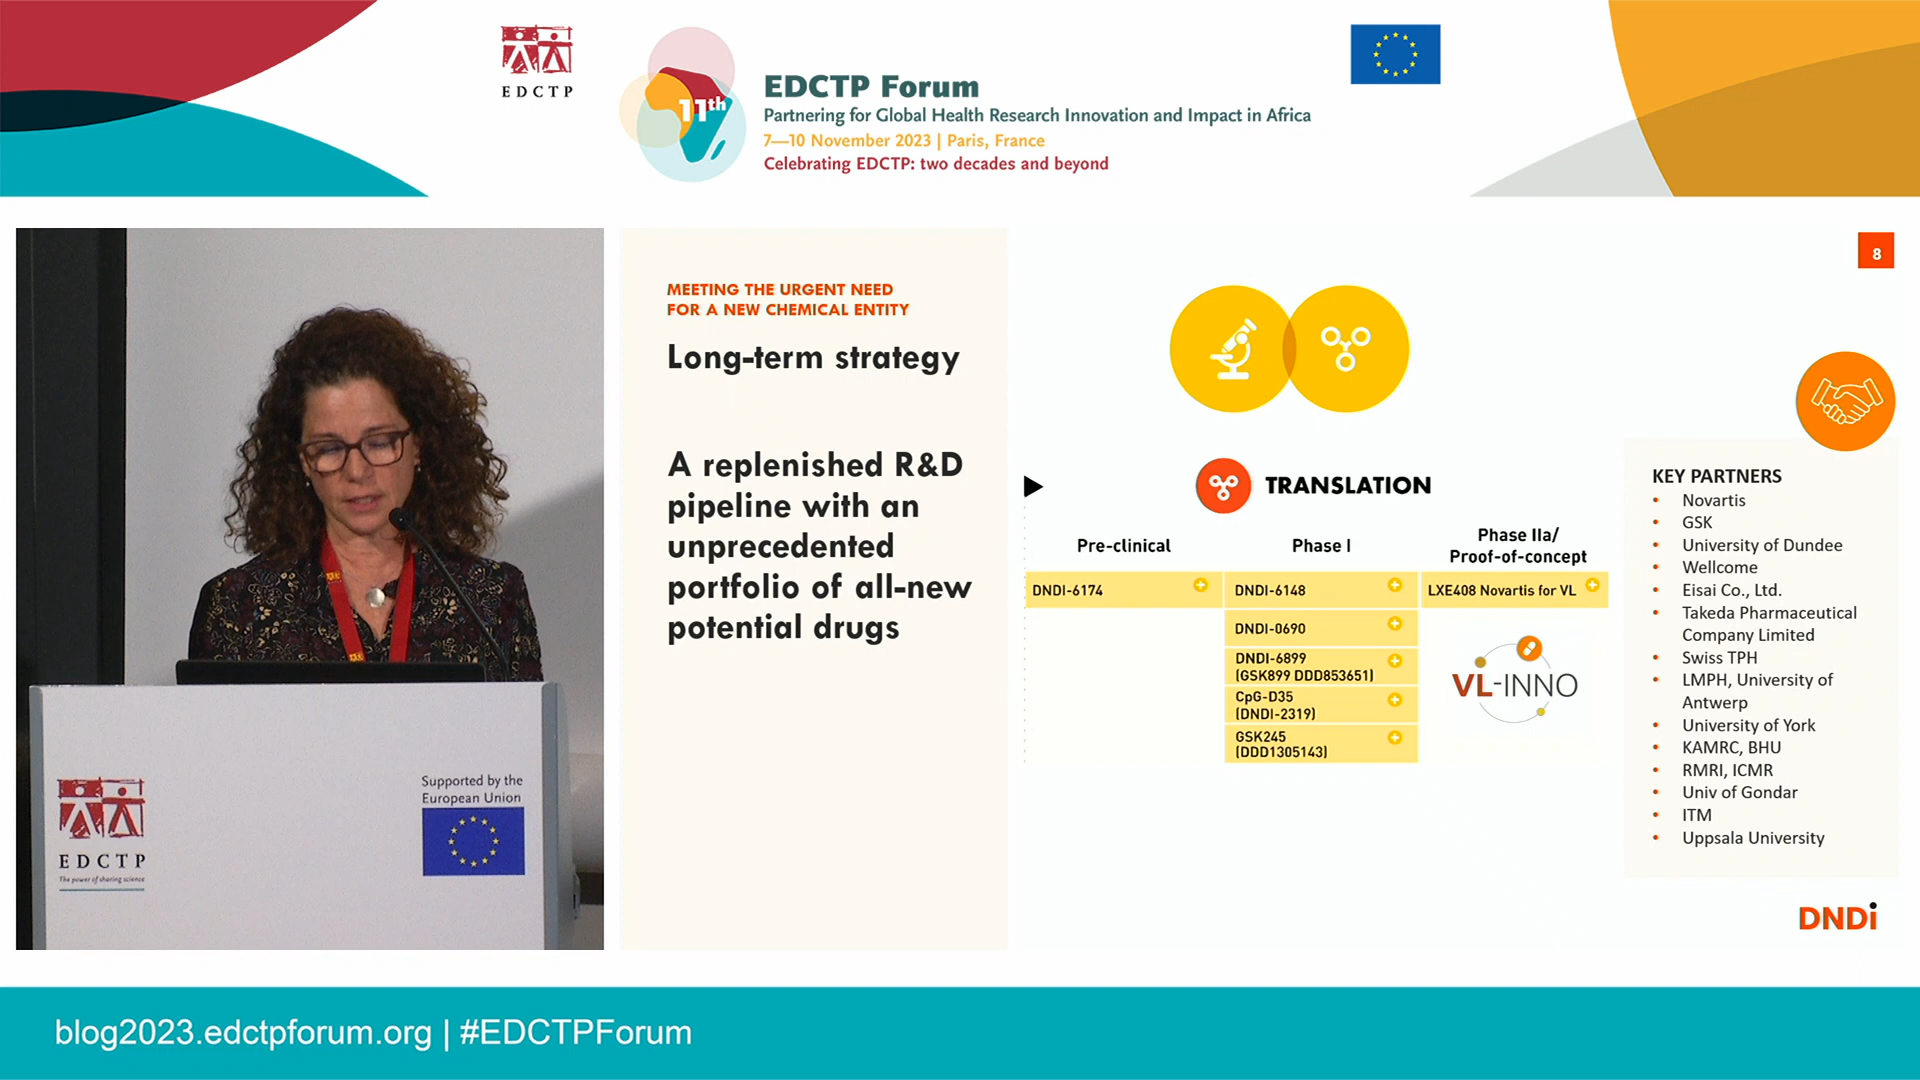 EDCTP
11th
EDCTP Forum
Partnering for Global Health Research Innovation and Impact in Africa
7—10 November 2023 | Paris, France
Celebrating EDCTP: two decades and beyond
Supported by the
European Union
EDCTP
The power of sharing science
MEETING THE URGENT NEED
FOR A NEW CHEMICAL ENTITY
Long-term strategy
A replenished R&D
pipeline with an
unprecedented
portfolio of all-new
potential drugs
8
TRANSLATION
Pre-clinical
Phase I
Phase IIa/
Proof-of-concept
DNDI-6174
DNDI-6148
DNDI-0690
DNDI-6899
(GSK899 DDD853651)
CpG-D35
(DNDI-2319)
GSK245
(DDD1305143)
LXE408 Novartis for VL
VL-INNO
KEY PARTNERS
• Novartis
• GSK
• University of Dundee
• Wellcome
• Eisai Co., Ltd.
• Takeda Pharmaceutical
Company Limited
• Swiss TPH
• LMPH, University of
Antwerp
• University of York
• KAMRC, BHU
• RMRI, ICMR
• Univ of Gondar
• ITM
• Uppsala University
DNDi
blog2023.edctpforum.org | #EDCTPForum